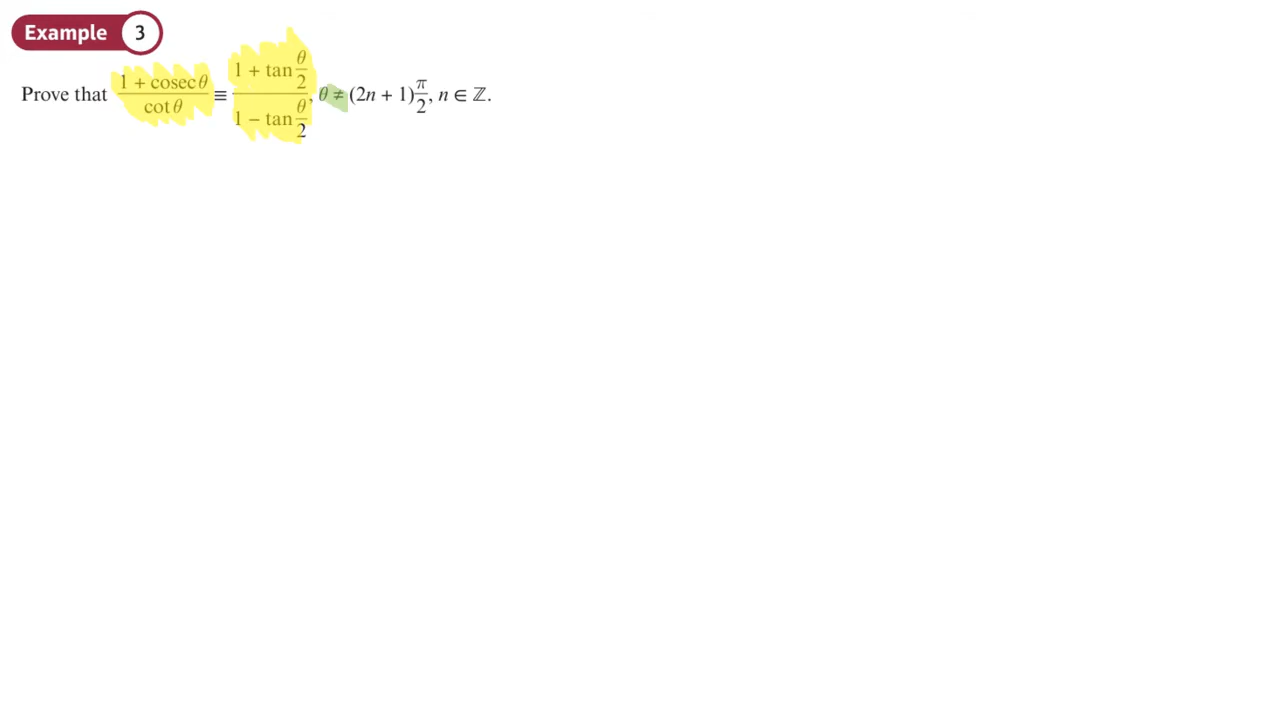 Example 3
Prove that (1 + cosec θ)/(cot θ) ≡ (1 + tan θ/2)/(1 − tan θ/2), θ ≠ (2n + 1)π/2, n ∈ ℤ.